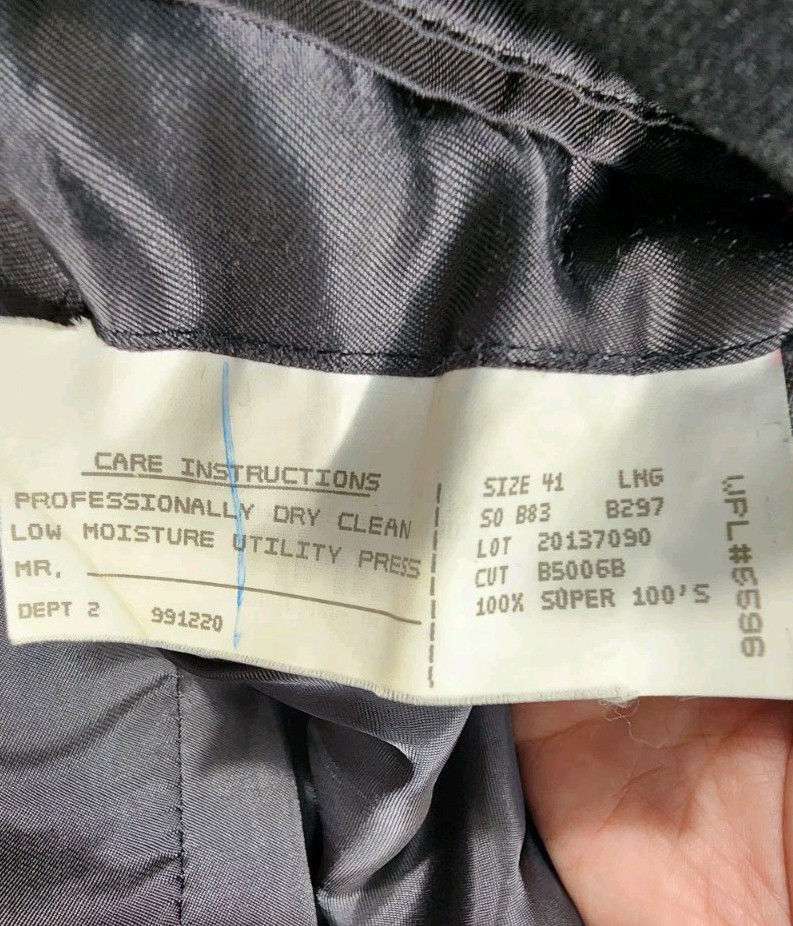 CARE INSTRUCTIONS
PROFESSIONALLY DRY CLEAN
LOW MOISTURE UTILITY PRESS
MR.
DEPT 2 991220
SIZE 41 LNG
SO B83 B297
LOT 20137090
CUT B5006B
100% SUPER 100'S
WPL#6596